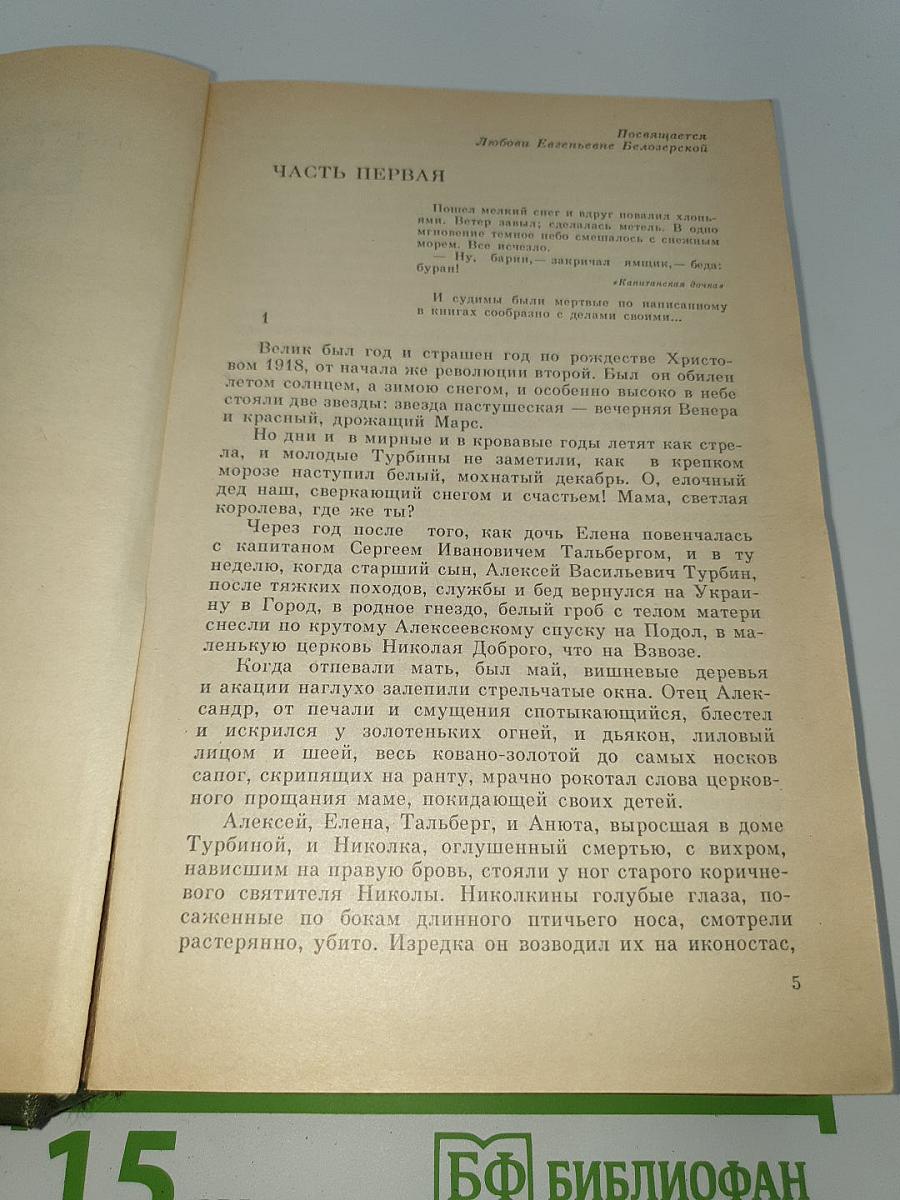 Посвящается
Любови Евгеньевне Белозерской
ЧАСТЬ ПЕРВАЯ
Пошел мелкий снег и вдруг повалил хлопь-
ями. Ветер завыл; сделалась метель. В одно
мгновение темное небо смешалось с снежным
морем. Все исчезло.
— Ну, барин,— закричал ямщик,— беда:
буран!
«Капитанская дочка»
И судимы были мертвые по написанному
в книгах сообразно с делами своими...
1
Велик был год и страшен год по рождестве Христо-
вом 1918, от начала же революции второй. Был он обилен
летом солнцем, а зимою снегом, и особенно высоко в небе
стояли две звезды: звезда пастушеская — вечерняя Венера
и красный, дрожащий Марс.
Но дни и в мирные и в кровавые годы летят как стре-
ла, и молодые Турбины не заметили, как в крепком
морозе наступил белый, мохнатый декабрь. О, елочный
дед наш, сверкающий снегом и счастьем! Мама, светлая
королева, где же ты?
Через год после того, как дочь Елена повенчалась
с капитаном Сергеем Ивановичем Тальбергом, и в ту
неделю, когда старший сын, Алексей Васильевич Турбин,
после тяжких походов, службы и бед вернулся на Украи-
ну в Город, в родное гнездо, белый гроб с телом матери
снесли по крутому Алексеевскому спуску на Подол, в ма-
ленькую церковь Николая Доброго, что на Взвозе.
Когда отпевали мать, был май, вишневые деревья
и акации наглухо залепили стрельчатые окна. Отец Алек-
сандр, от печали и смущения спотыкающийся, блестел
и искрился у золотеньких огней, и дьякон, лиловый
лицом и шеей, весь ковано-золотой до самых носков
сапог, скрипящих на ранту, мрачно рокотал слова церков-
ного прощания маме, покидающей своих детей.
Алексей, Елена, Тальберг, и Анюта, выросшая в доме
Турбиной, и Николка, оглушенный смертью, с вихром,
нависшим на правую бровь, стояли у ног старого коричне-
вого святителя Николы. Николкины голубые глаза, по-
саженные по бокам длинного птичьего носа, смотрели
растерянно, убито. Изредка он возводил их на иконостас,
5
15
БФ БИБЛИОФАН